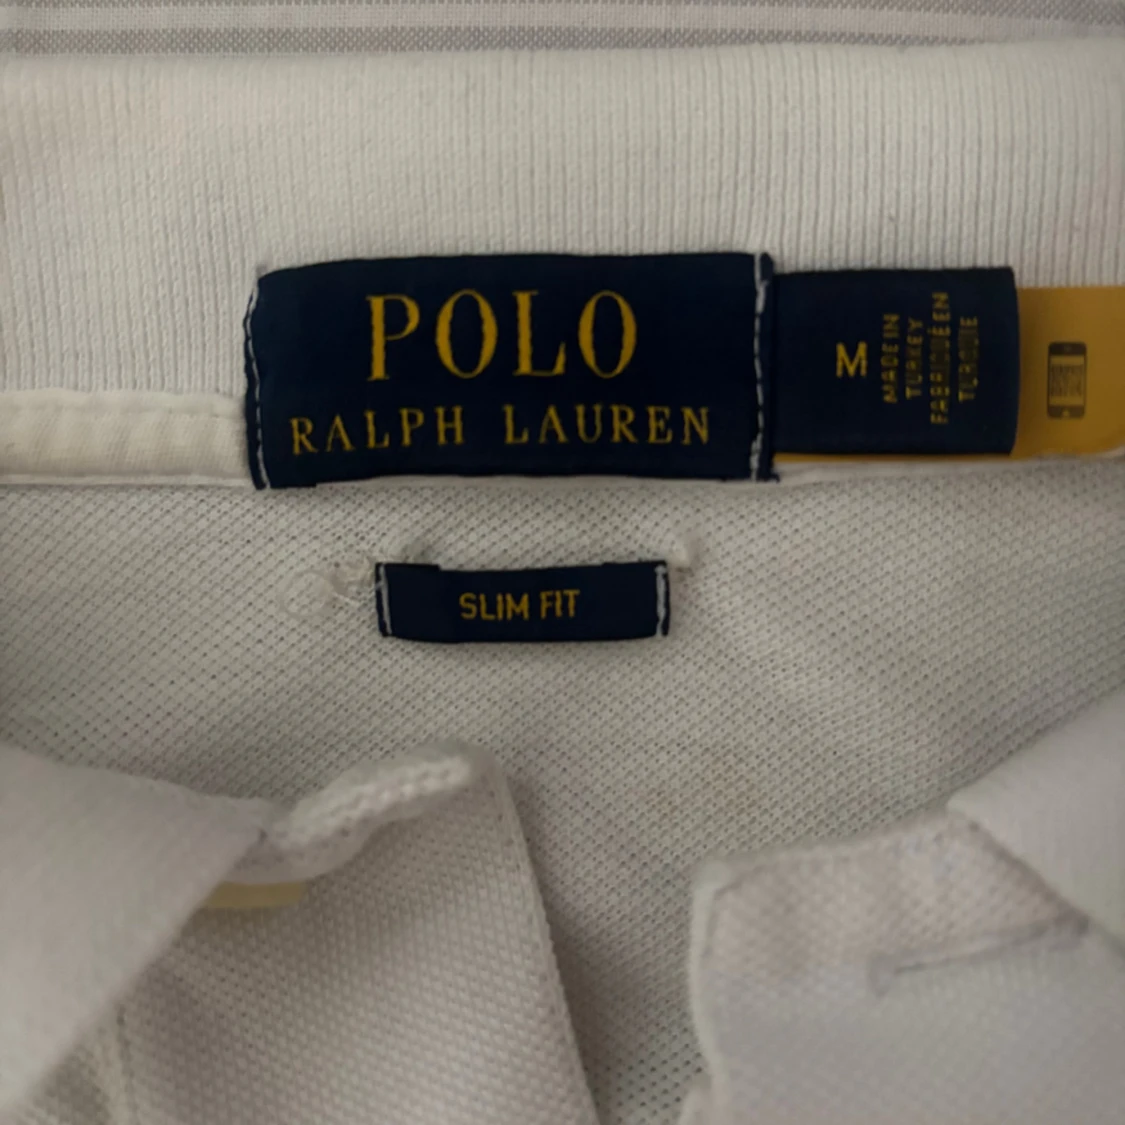 POLO
RALPH LAUREN
M
MADE IN
TURKEY
FABRIQUÉ EN
TURQUIE
SLIM FIT